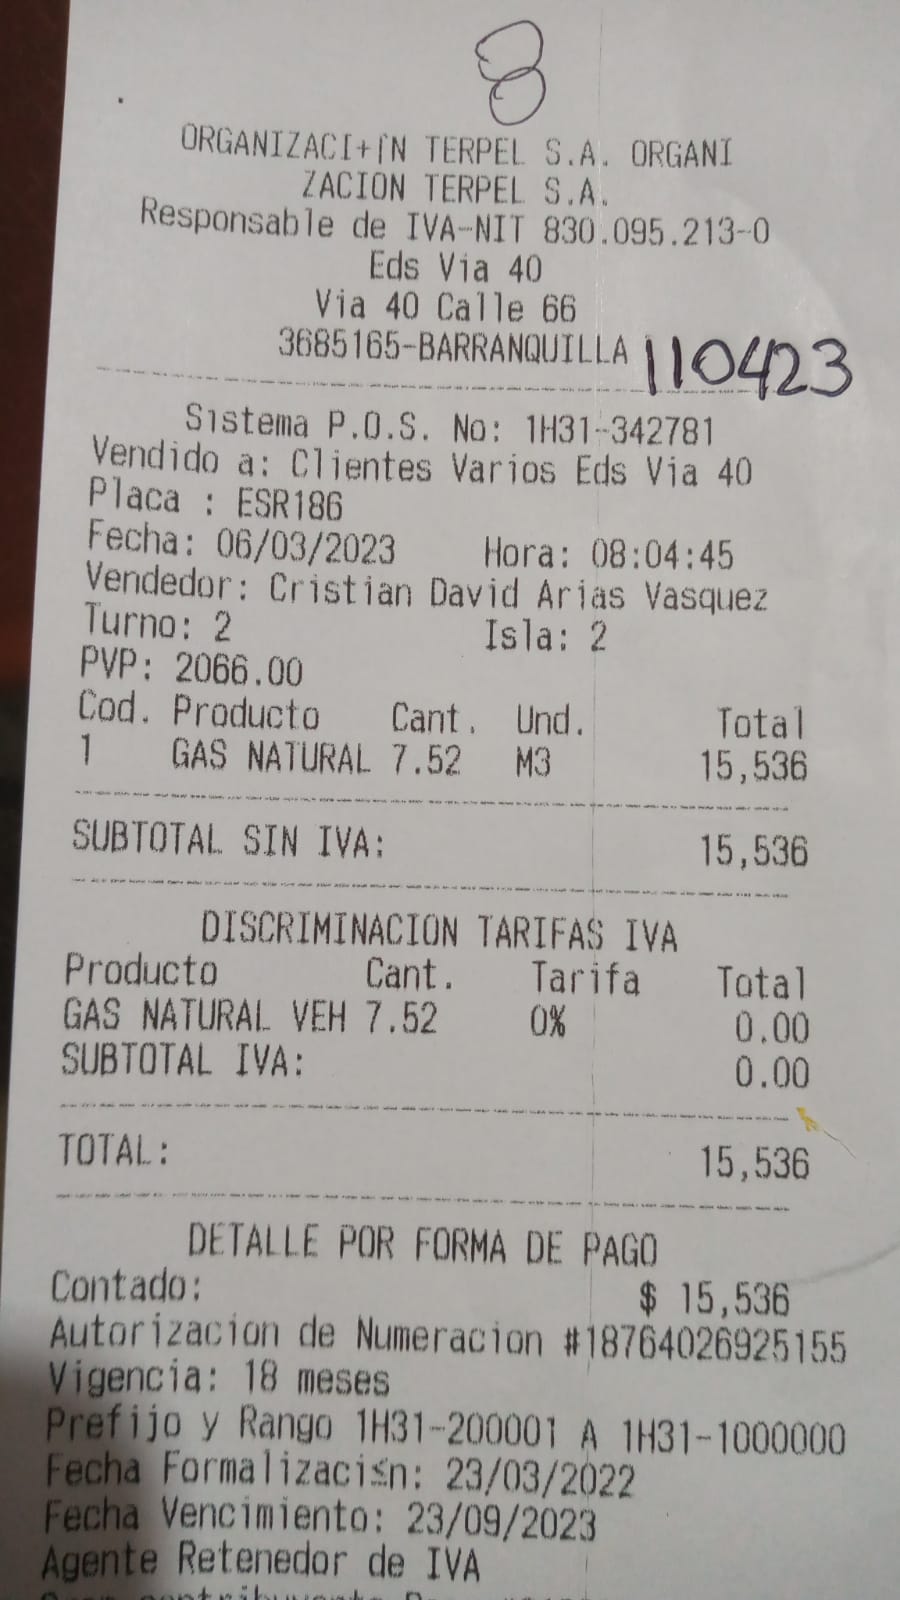 8
ORGANIZACI+ΓN TERPEL S.A. ORGANI
ZACION TERPEL S.A.
Responsable de IVA-NIT 830.095.213-0
Eds Via 40
Via 40 Calle 66
3685165-BARRANQUILLA 110423
Sistema P.O.S. No: 1H31-342781
Vendido a: Clientes Varios Eds Via 40
Placa : ESR186
Fecha: 06/03/2023 Hora: 08:04:45
Vendedor: Cristian David Arias Vasquez
Turno: 2 Isla: 2
PVP: 2066.00
Cod. Producto Cant. Und. Total
1 GAS NATURAL 7.52 M3 15,536
SUBTOTAL SIN IVA: 15,536
DISCRIMINACION TARIFAS IVA
Producto Cant. Tarifa Total
GAS NATURAL VEH 7.52 0% 0.00
SUBTOTAL IVA: 0.00
TOTAL: 15,536
DETALLE POR FORMA DE PAGO
Contado: $ 15,536
Autorizacion de Numeracion #18764026925155
Vigencia: 18 meses
Prefijo y Rango 1H31-200001 A 1H31-1000000
Fecha Formalizaci≤n: 23/03/2022
Fecha Vencimiento: 23/09/2023
Agente Retenedor de IVA